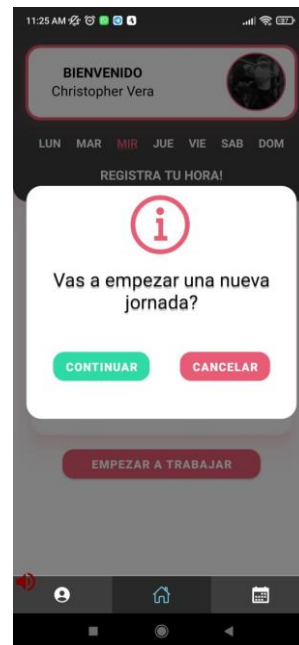 11:25 AM
37
BIENVENIDO
Christopher Vera
LUN MAR MIR JUE VIE SAB DOM
REGISTRA TU HORA!
i
Vas a empezar una nueva
jornada?
CONTINUAR CANCELAR
EMPEZAR A TRABAJAR